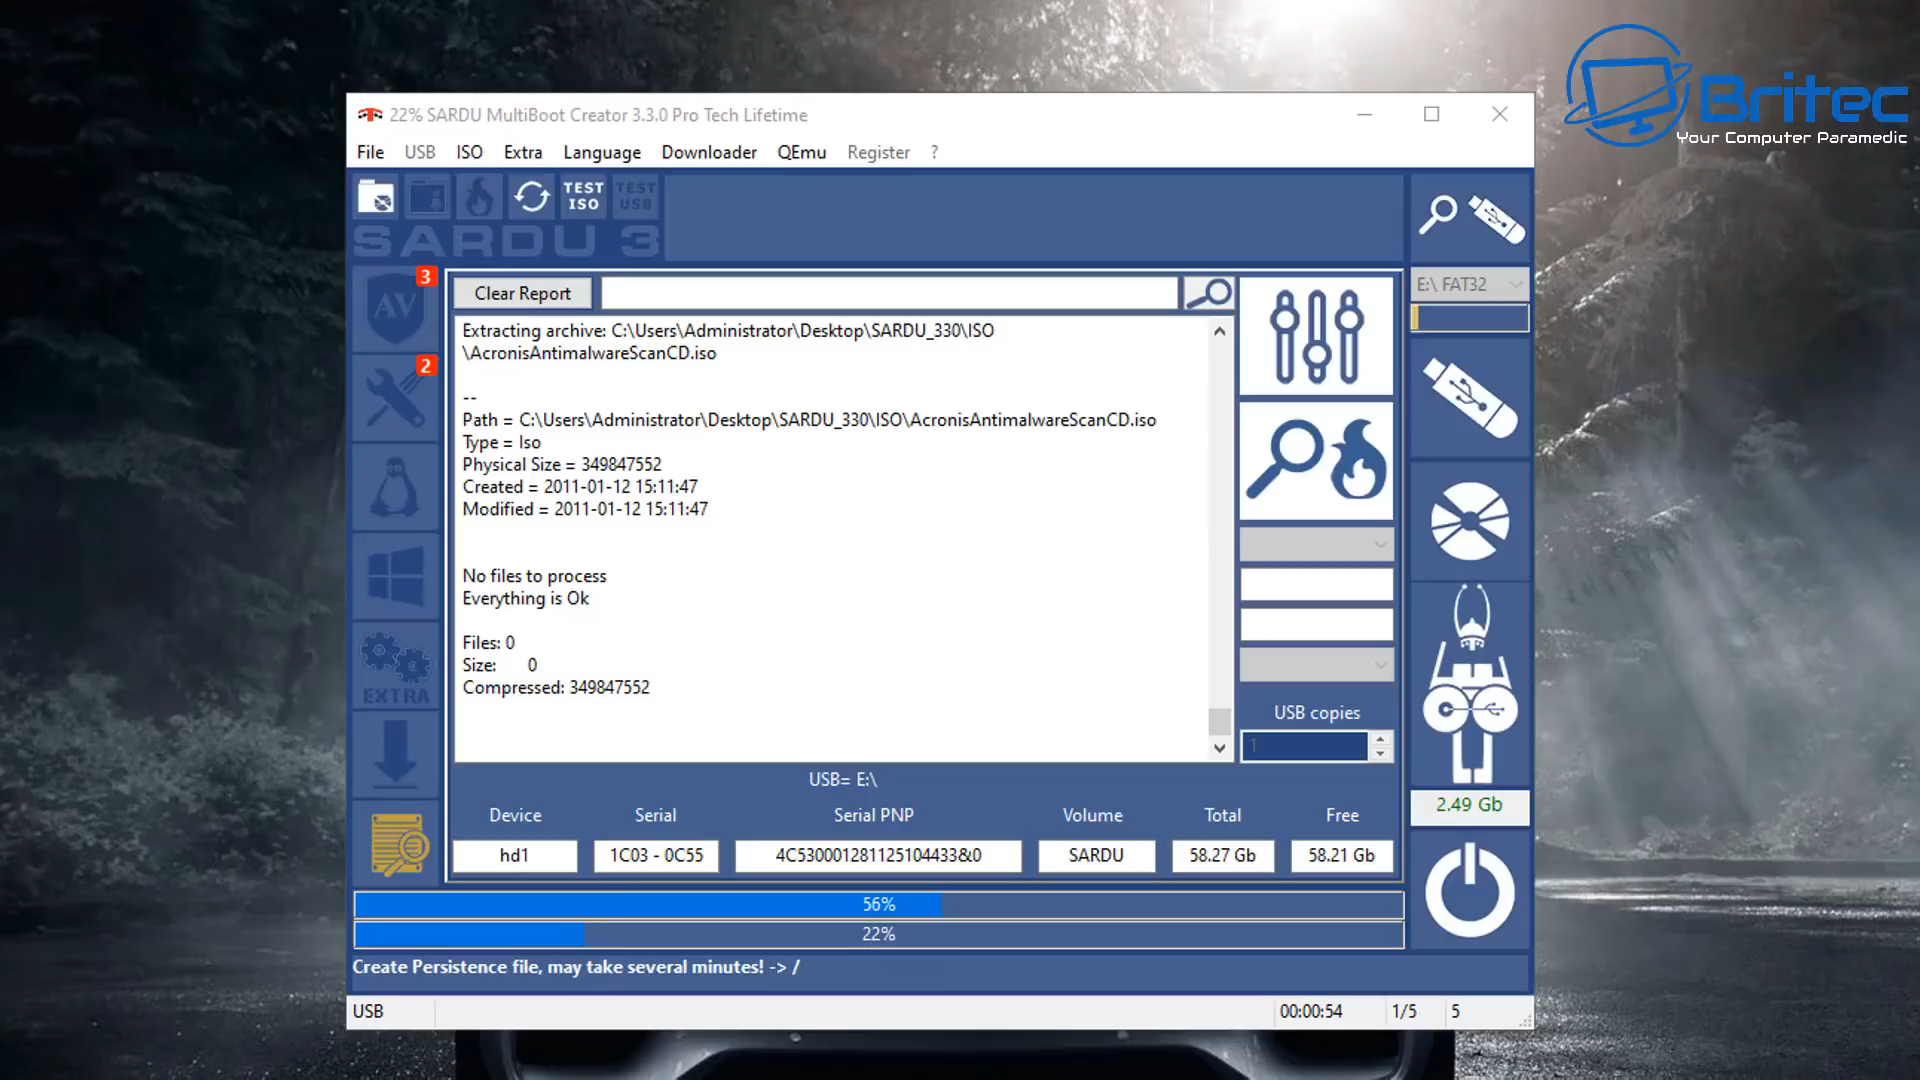 Britec
Your Computer Paramedic
22% SARDU MultiBoot Creator 3.3.0 Pro Tech Lifetime
File USB ISO Extra Language Downloader QEmu Register ?
TEST ISO
TEST USB
SARDU 3
E:\ FAT32
AV
3
2
EXTRA
Clear Report
Extracting archive: C:\Users\Administrator\Desktop\SARDU_330\ISO
\AcronisAntimalwareScanCD.iso
--
Path = C:\Users\Administrator\Desktop\SARDU_330\ISO\AcronisAntimalwareScanCD.iso
Type = Iso
Physical Size = 349847552
Created = 2011-01-12 15:11:47
Modified = 2011-01-12 15:11:47
No files to process
Everything is Ok
Files: 0
Size: 0
Compressed: 349847552
USB copies
1
USB= E:\
Device Serial Serial PNP Volume Total Free
hd1 1C03 - 0C55 4C530001281125104433&0 SARDU 58.27 Gb 58.21 Gb
2.49 Gb
56%
22%
Create Persistence file, may take several minutes! -> /
USB 00:00:54 1/5 5